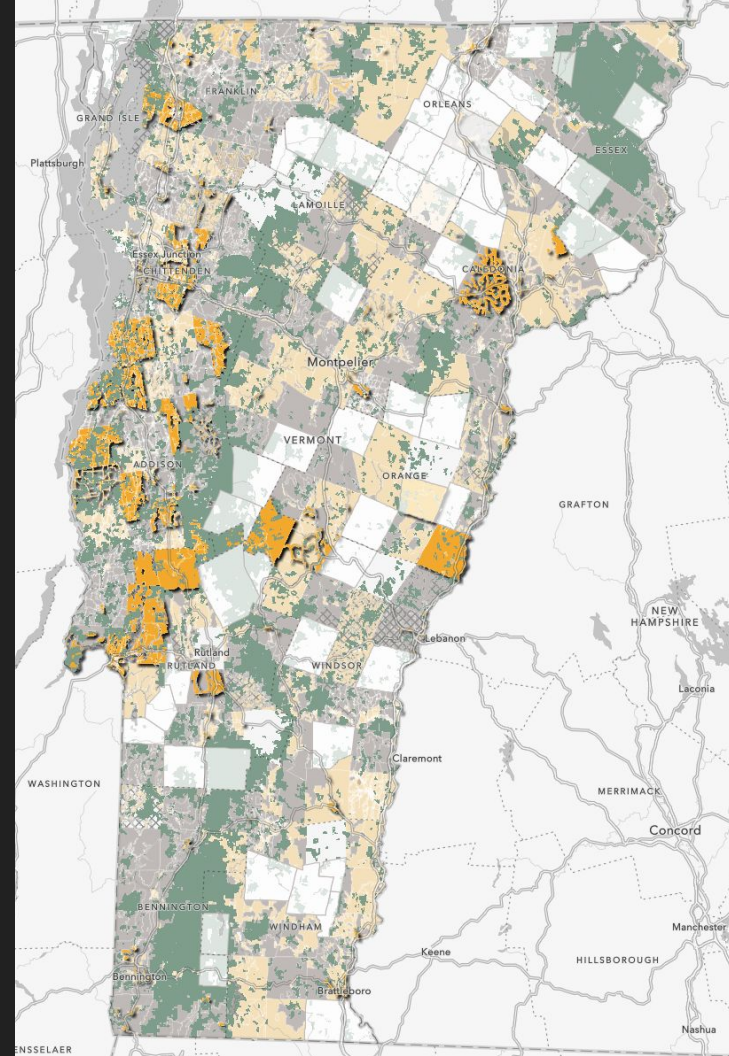 FRANKLIN
ORLEANS
GRAND ISLE
ESSEX
Plattsburgh
LAMOILLE
Essex Junction
CHITTENDEN
CALEDONIA
Montpelier
VERMONT
ADDISON
ORANGE
GRAFTON
NEW
HAMPSHIRE
Lebanon
Rutland
RUTLAND
WINDSOR
Laconia
Claremont
WASHINGTON
MERRIMACK
Concord
BENNINGTON
WINDHAM
Manchester
Keene
HILLSBOROUGH
Bennington
Brattleboro
Nashua
ENSSELAER